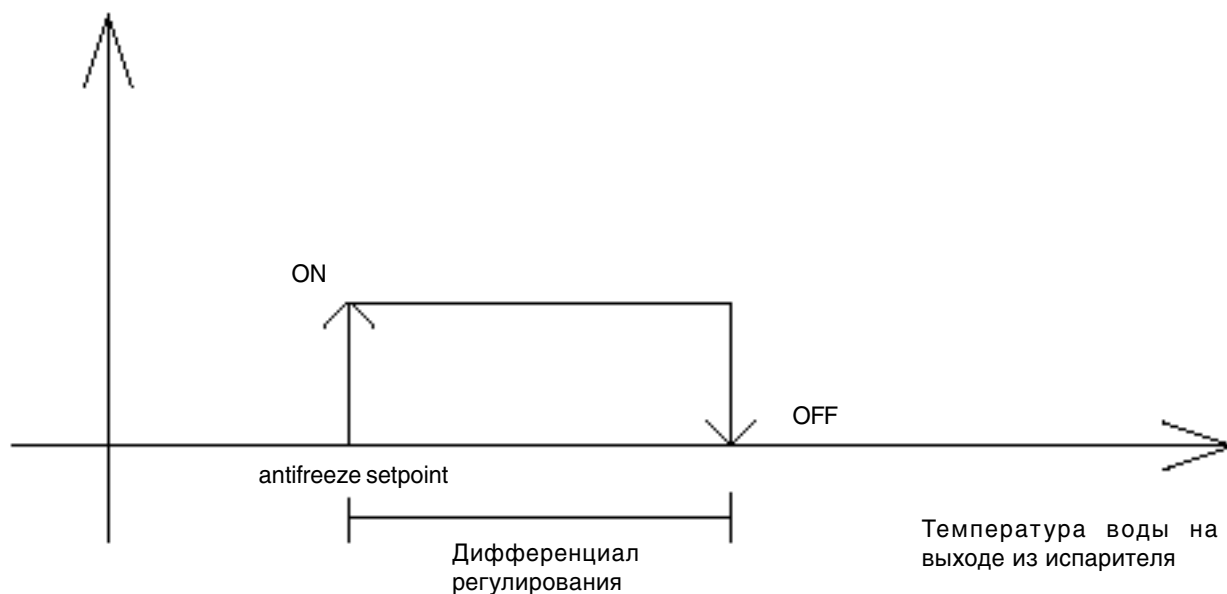 ON
OFF
antifreeze setpoint
Дифференциал
регулирования
Температура воды на
выходе из испарителя